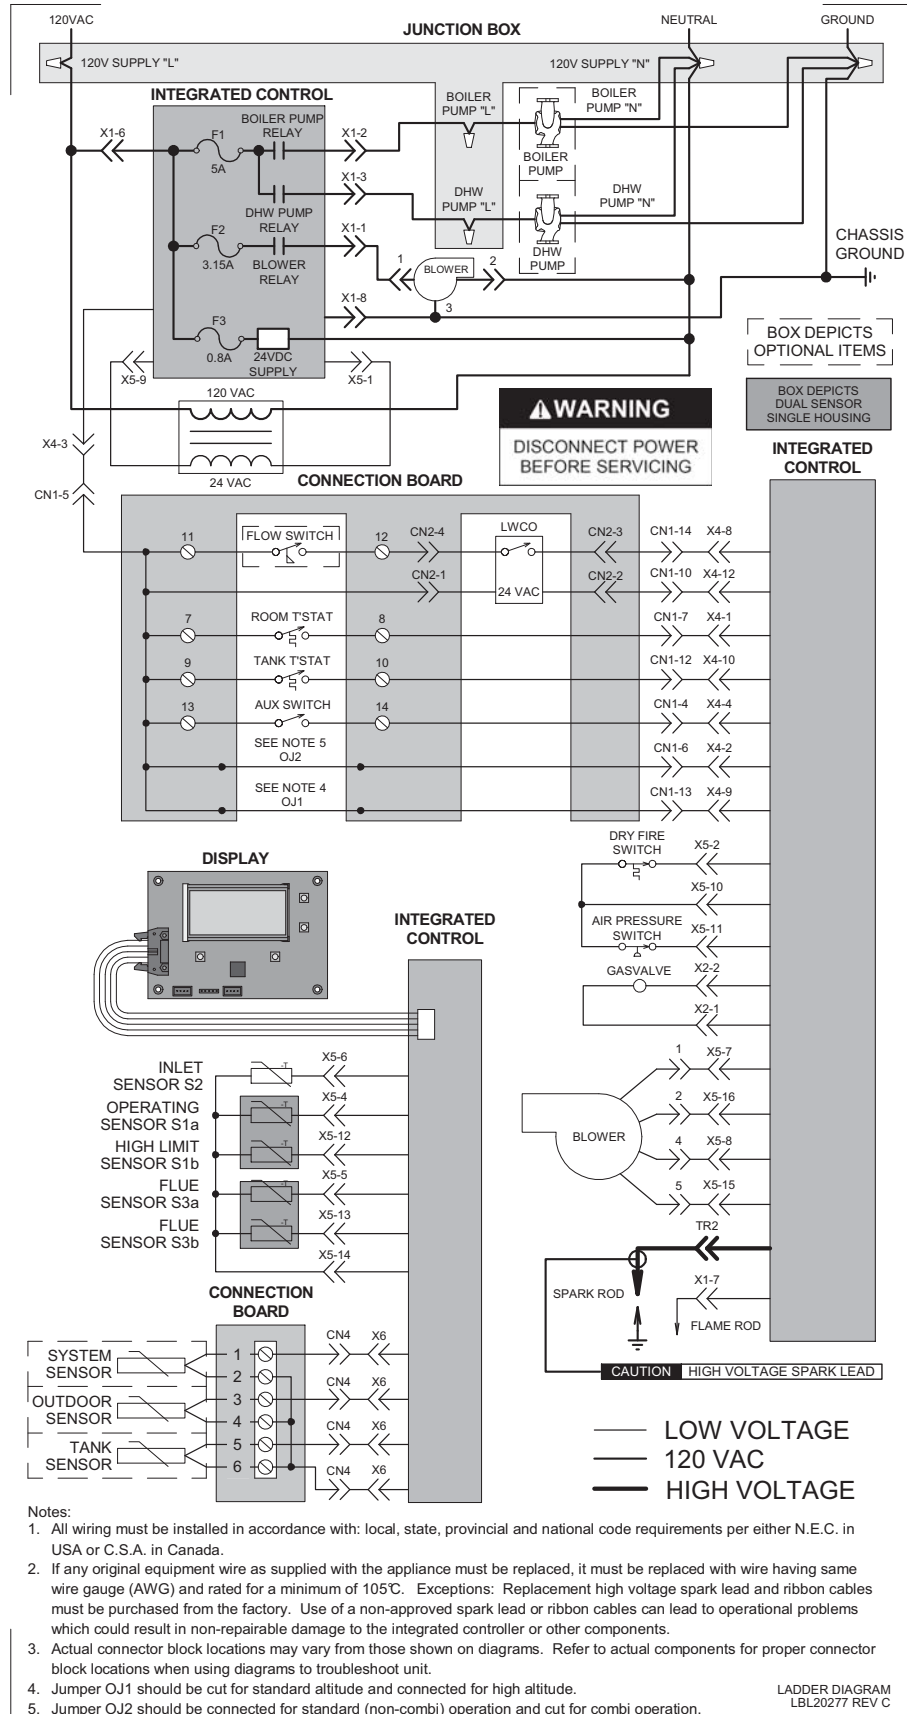 120VAC
NEUTRAL
GROUND
JUNCTION BOX
120V SUPPLY "L"
120V SUPPLY "N"
INTEGRATED CONTROL
BOILER
PUMP "L"
BOILER
PUMP "N"
X1-6
F1
5A
BOILER PUMP
RELAY
X1-2
BOILER
PUMP
X1-3
DHW PUMP
RELAY
DHW
PUMP "L"
DHW
PUMP "N"
F2
3.15A
BLOWER
RELAY
X1-1
DHW
PUMP
CHASSIS
GROUND
1
BLOWER
2
3
X1-8
F3
0.8A
24VDC
SUPPLY
X5-9
X5-1
BOX DEPICTS
OPTIONAL ITEMS
BOX DEPICTS
DUAL SENSOR
SINGLE HOUSING
120 VAC
24 VAC
WARNING
DISCONNECT POWER
BEFORE SERVICING
X4-3
CN1-5
CONNECTION BOARD
INTEGRATED
CONTROL
11
FLOW SWITCH
12
CN2-4
LWCO
CN2-3
CN1-14
X4-8
CN2-1
24 VAC
CN2-2
CN1-10
X4-12
7
ROOM T'STAT
8
CN1-7
X4-1
9
TANK T'STAT
10
CN1-12
X4-10
13
AUX SWITCH
14
CN1-4
X4-4
SEE NOTE 5
OJ2
CN1-6
X4-2
SEE NOTE 4
OJ1
CN1-13
X4-9
DRY FIRE
SWITCH
X5-2
X5-10
AIR PRESSURE
SWITCH
X5-11
GASVALVE
X2-2
X2-1
DISPLAY
INTEGRATED
CONTROL
1
X5-7
2
X5-16
BLOWER
4
X5-8
5
X5-15
INLET
SENSOR S2
-T
X5-6
OPERATING
SENSOR S1a
-T
X5-4
HIGH LIMIT
SENSOR S1b
-T
X5-12
FLUE
SENSOR S3a
-T
X5-5
FLUE
SENSOR S3b
-T
X5-13
X5-14
TR2
SPARK ROD
X1-7
FLAME ROD
CAUTION
HIGH VOLTAGE SPARK LEAD
CONNECTION
BOARD
SYSTEM
SENSOR
1
2
CN4
X6
OUTDOOR
SENSOR
3
4
CN4
X6
TANK
SENSOR
5
6
CN4
X6
CN4
X6
LOW VOLTAGE
120 VAC
HIGH VOLTAGE
Notes:
1. All wiring must be installed in accordance with: local, state, provincial and national code requirements per either N.E.C. in
USA or C.S.A. in Canada.
2. If any original equipment wire as supplied with the appliance must be replaced, it must be replaced with wire having same
wire gauge (AWG) and rated for a minimum of 105℃. Exceptions: Replacement high voltage spark lead and ribbon cables
must be purchased from the factory. Use of a non-approved spark lead or ribbon cables can lead to operational problems
which could result in non-repairable damage to the integrated controller or other components.
3. Actual connector block locations may vary from those shown on diagrams. Refer to actual components for proper connector
block locations when using diagrams to troubleshoot unit.
4. Jumper OJ1 should be cut for standard altitude and connected for high altitude.
5. Jumper OJ2 should be connected for standard (non-combi) operation and cut for combi operation.
LADDER DIAGRAM
LBL20277 REV C